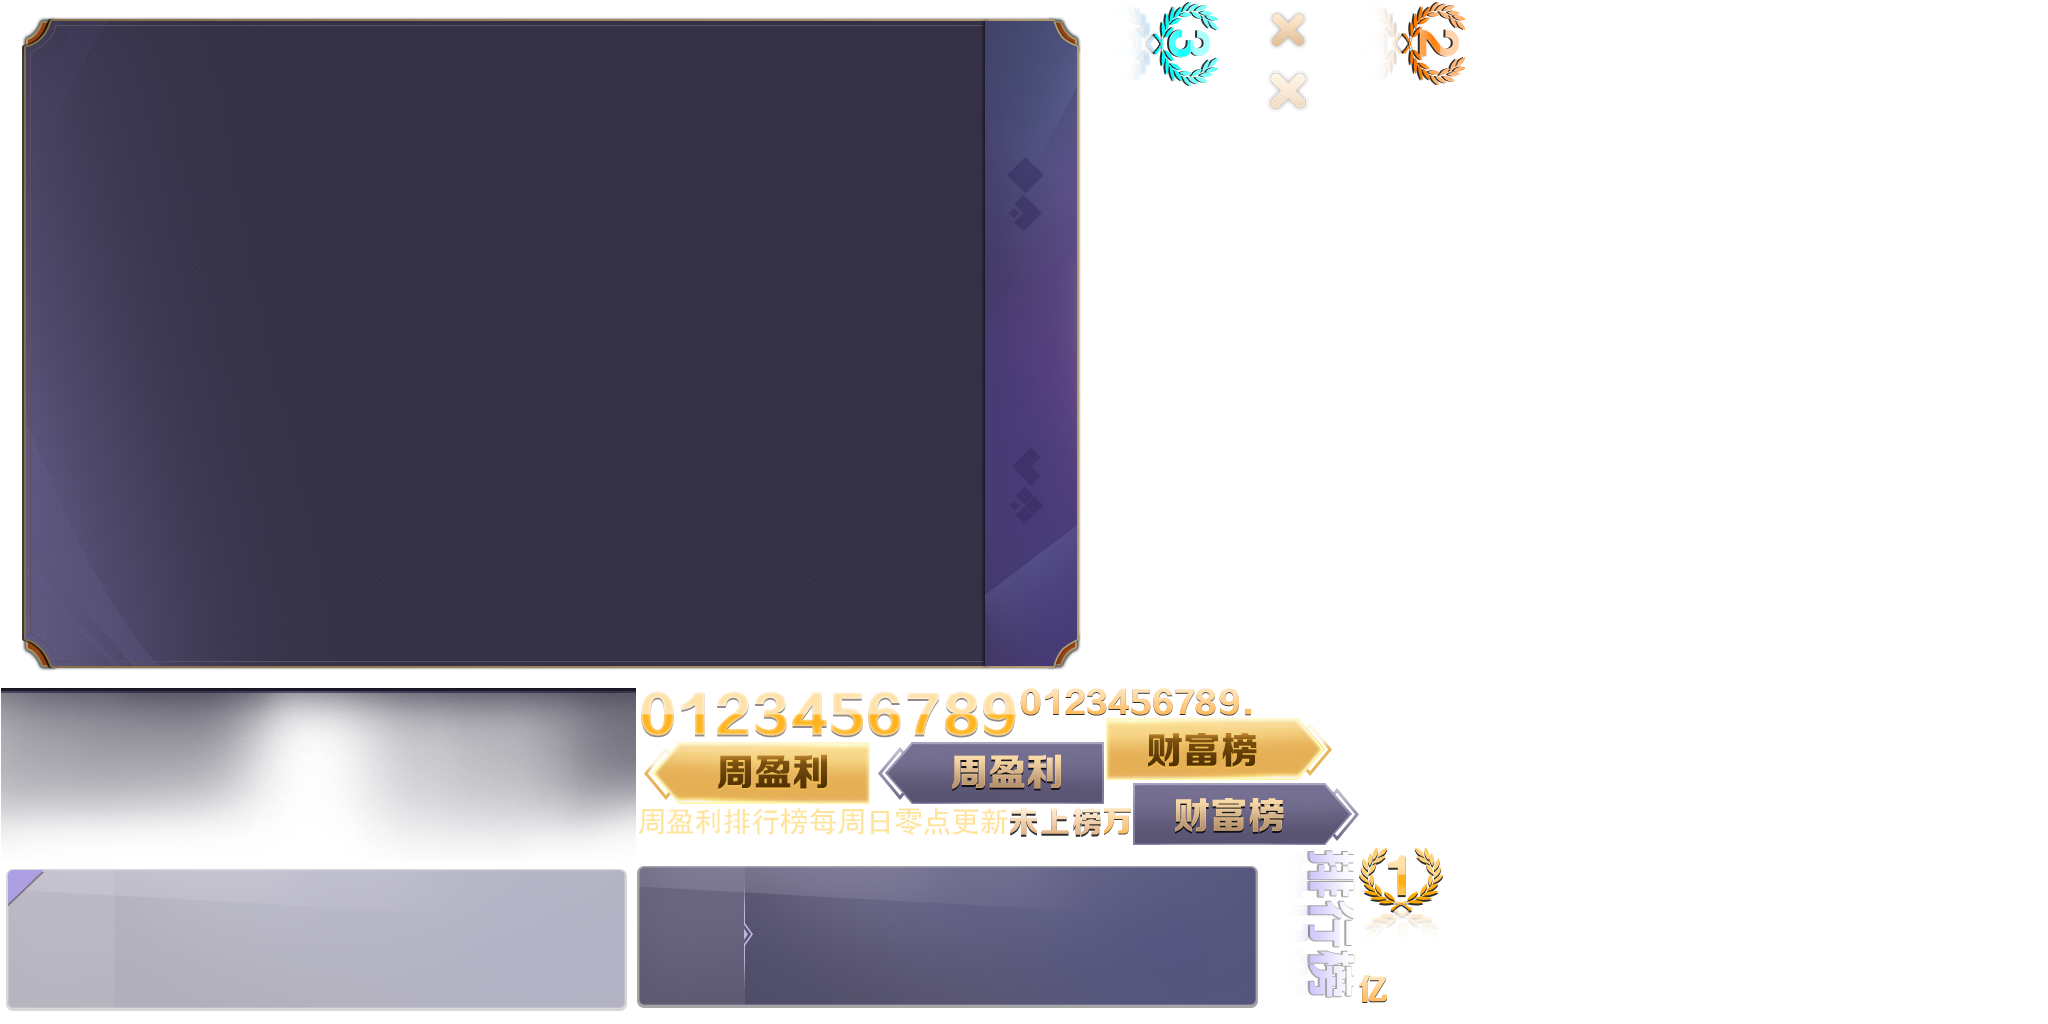 3
2
0123456789
0123456789.
财富榜
周盈利
周盈利
财富榜
周盈利排行榜每周日零点更新
未上榜万
排行榜
1
亿